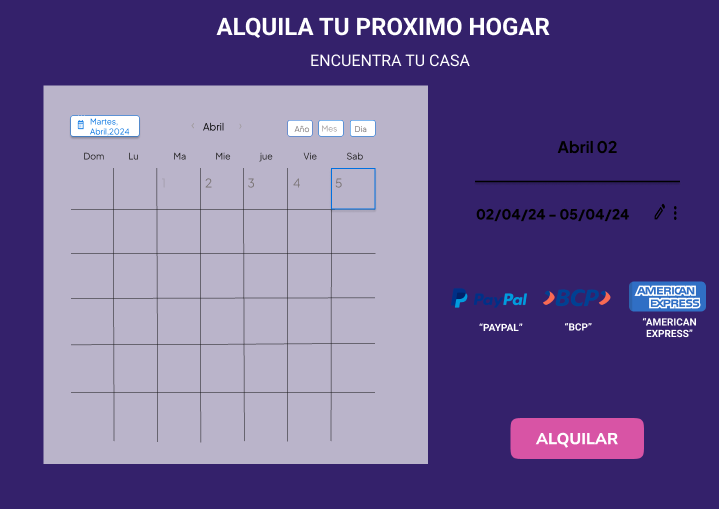 ALQUILA TU PROXIMO HOGAR
ENCUENTRA TU CASA
Martes.
Abril.2024
Abril
Año
Mes
Dia
Dom Lu Ma Mie jue Vie Sab
1 2 3 4 5
Abril 02
02/04/24 – 05/04/24
PayPal
BCP
AMERICAN
EXPRESS
“PAYPAL”
“BCP”
“AMERICAN
EXPRESS”
ALQUILAR